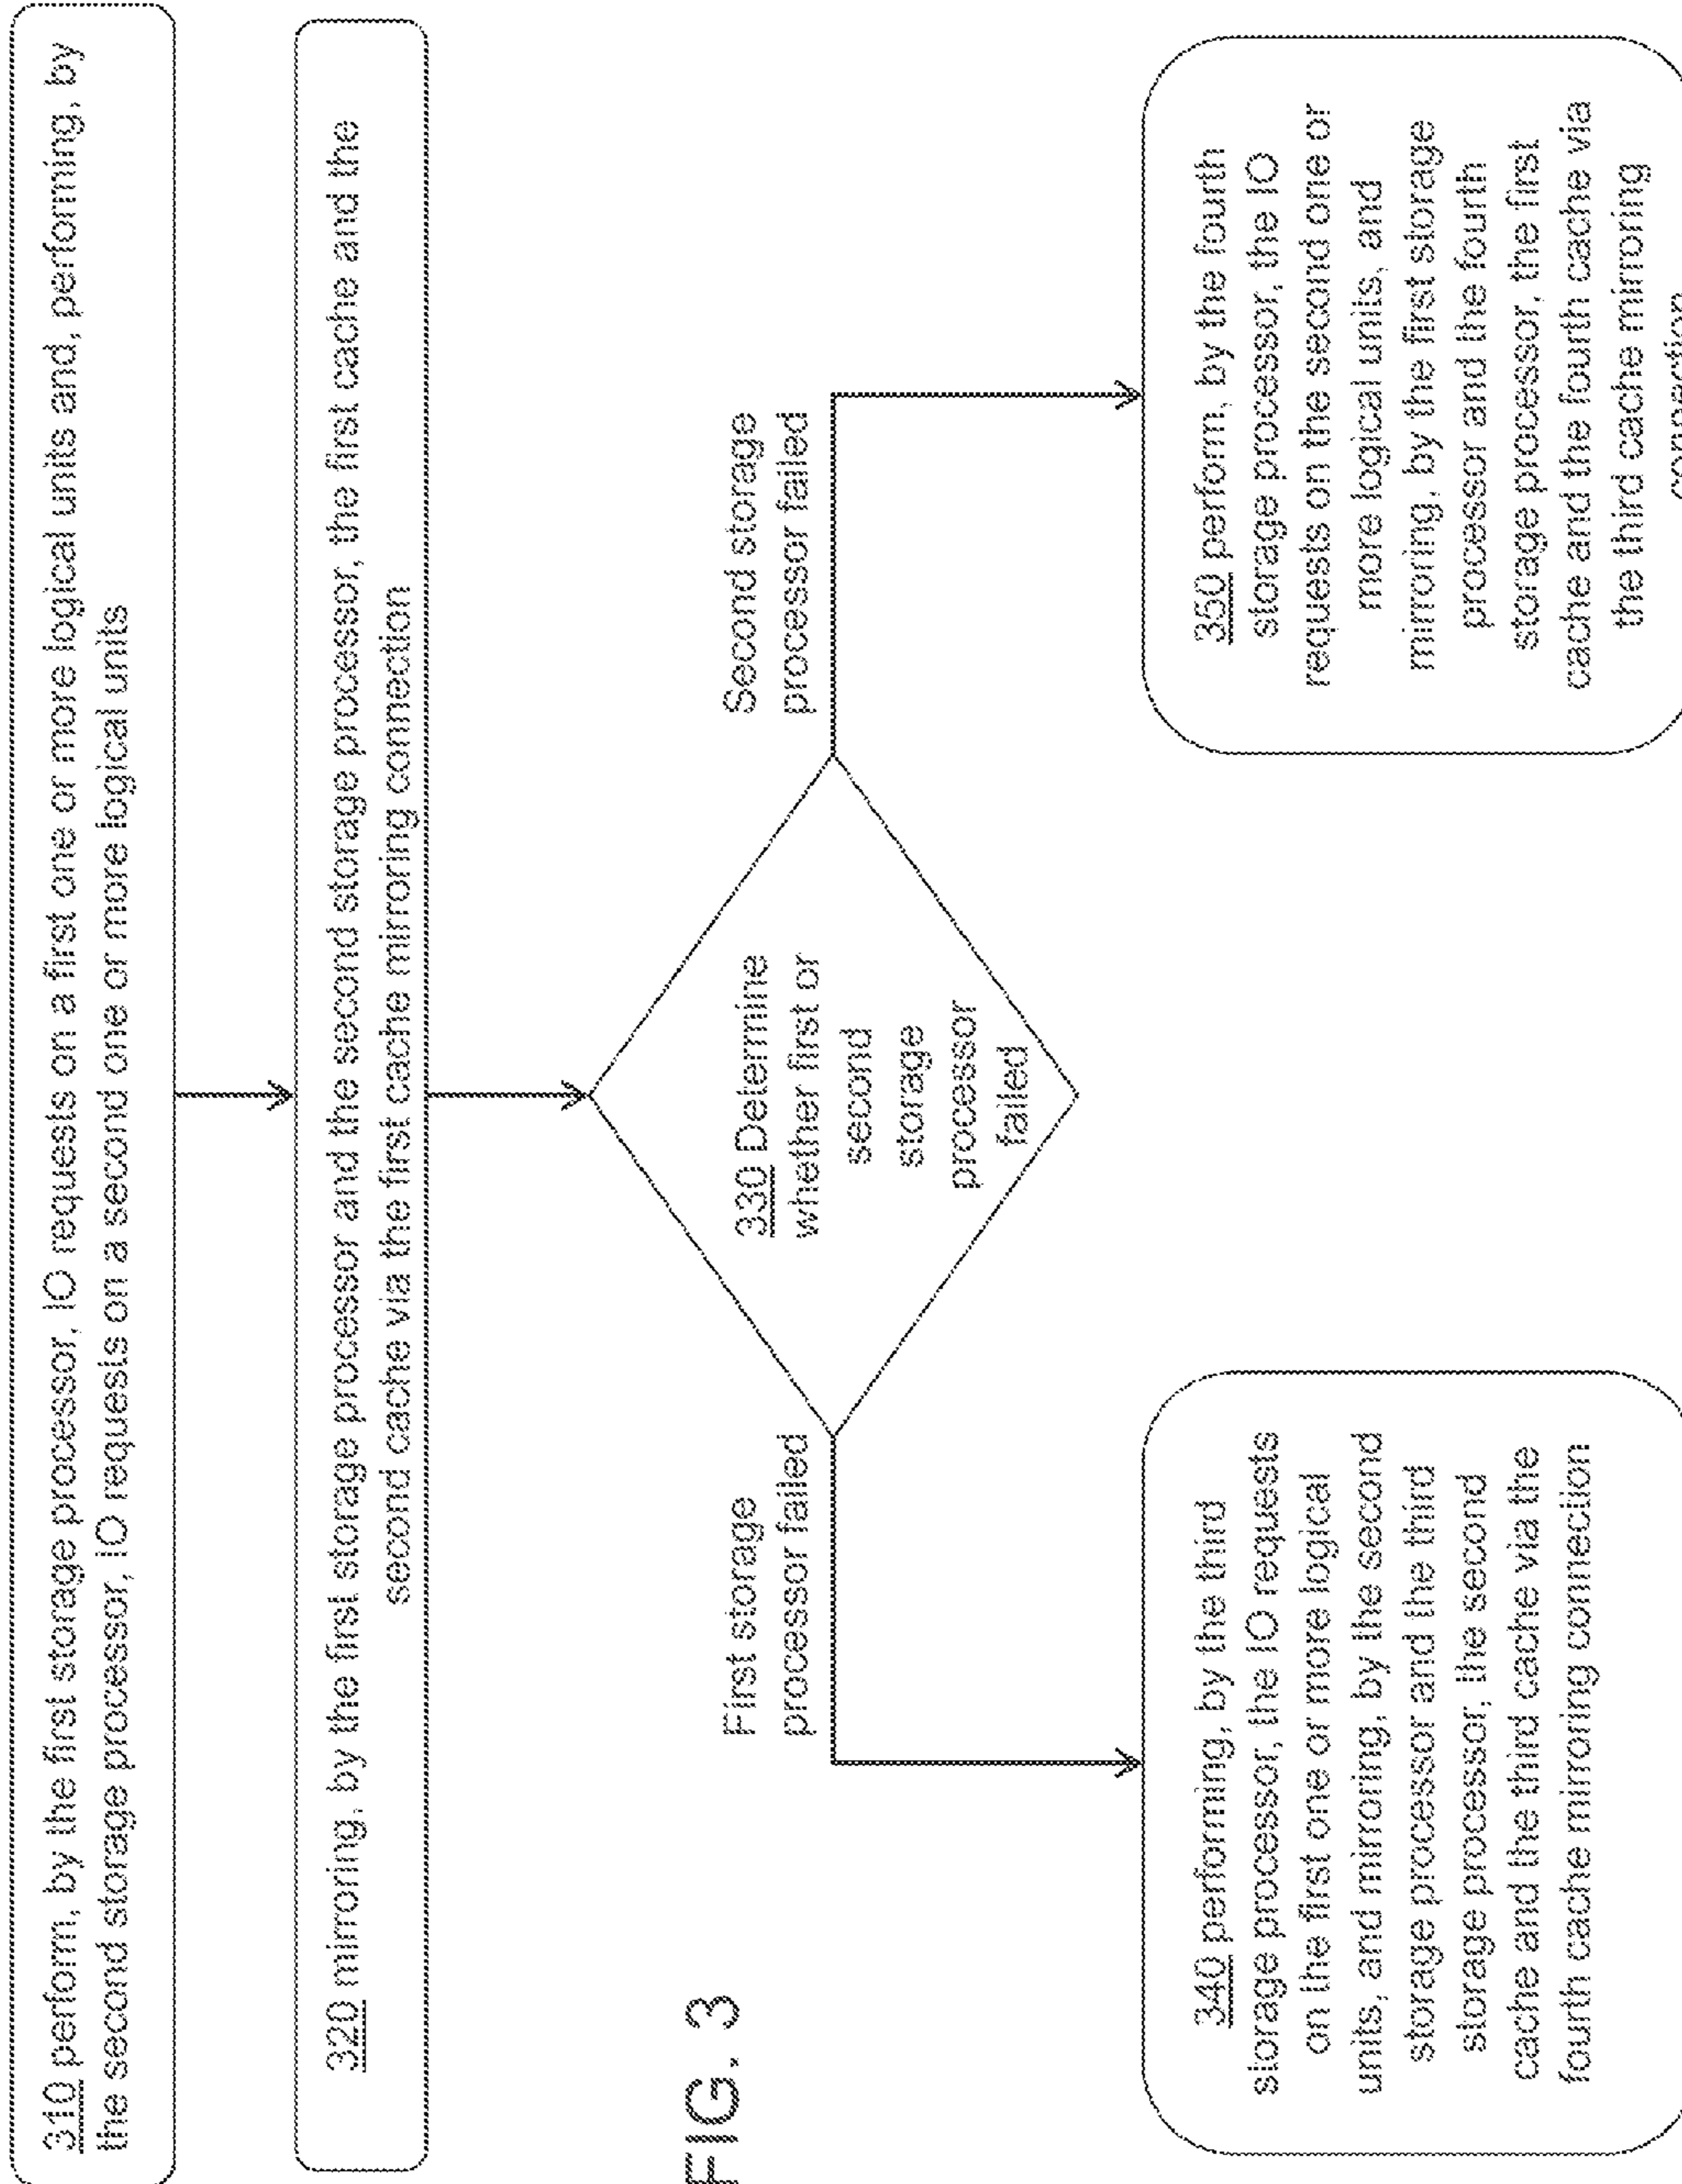 310 perform, by the first storage processor, IO requests on a first one or more logical units and, performing, by
the second storage processor, IO requests on a second one or more logical units
320 mirroring, by the first storage processor and the second storage processor, the first cache and the
second cache via the first cache mirroring connection
330 Determine
whether first or
second
storage
processor
failed
First storage
processor failed
Second storage
processor failed
340 performing, by the third
storage processor, the IO requests
on the first one or more logical
units, and mirroring, by the second
storage processor and the third
storage processor, the second
cache and the third cache via the
fourth cache mirroring connection
350 perform, by the fourth
storage processor, the IO
requests on the second one or
more logical units, and
mirroring, by the first storage
processor and the fourth
storage processor, the first
cache and the fourth cache via
the third cache mirroring
connection
FIG. 3